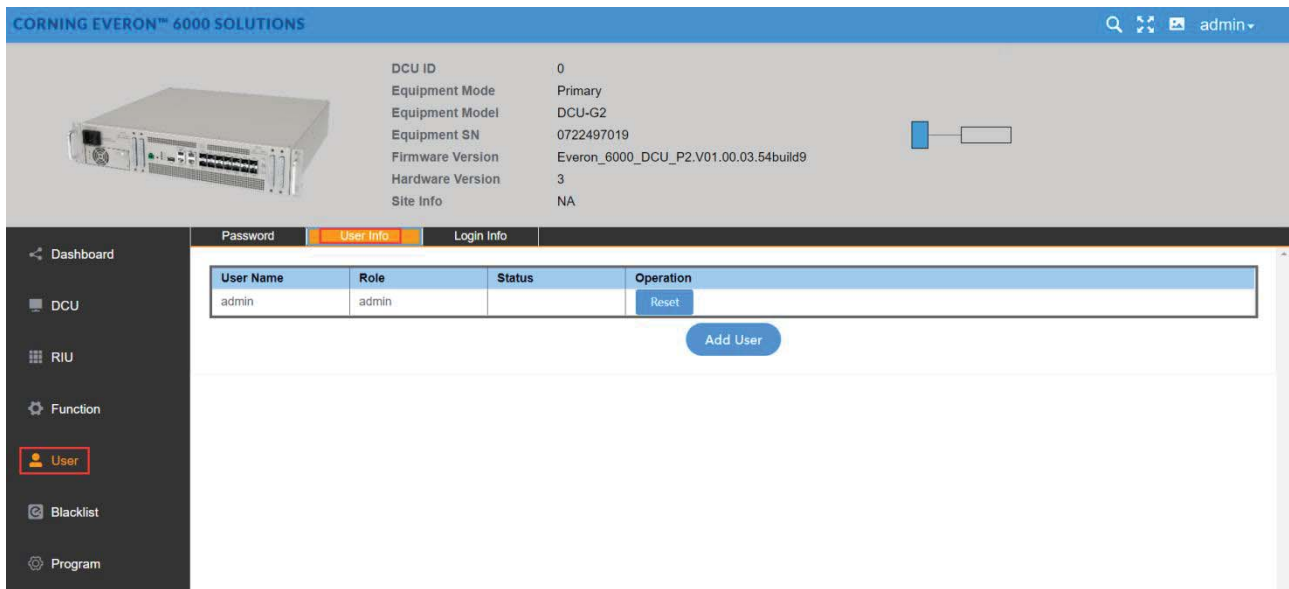 CORNING EVERON™ 6000 SOLUTIONS
admin
DCU ID 0
Equipment Mode Primary
Equipment Model DCU-G2
Equipment SN 0722497019
Firmware Version Everon_6000_DCU_P2.V01.00.03.54build9
Hardware Version 3
Site Info NA
Password User Info Login Info
Dashboard
DCU
RIU
Function
User
Blacklist
Program
User Name Role Status Operation
admin admin Reset
Add User